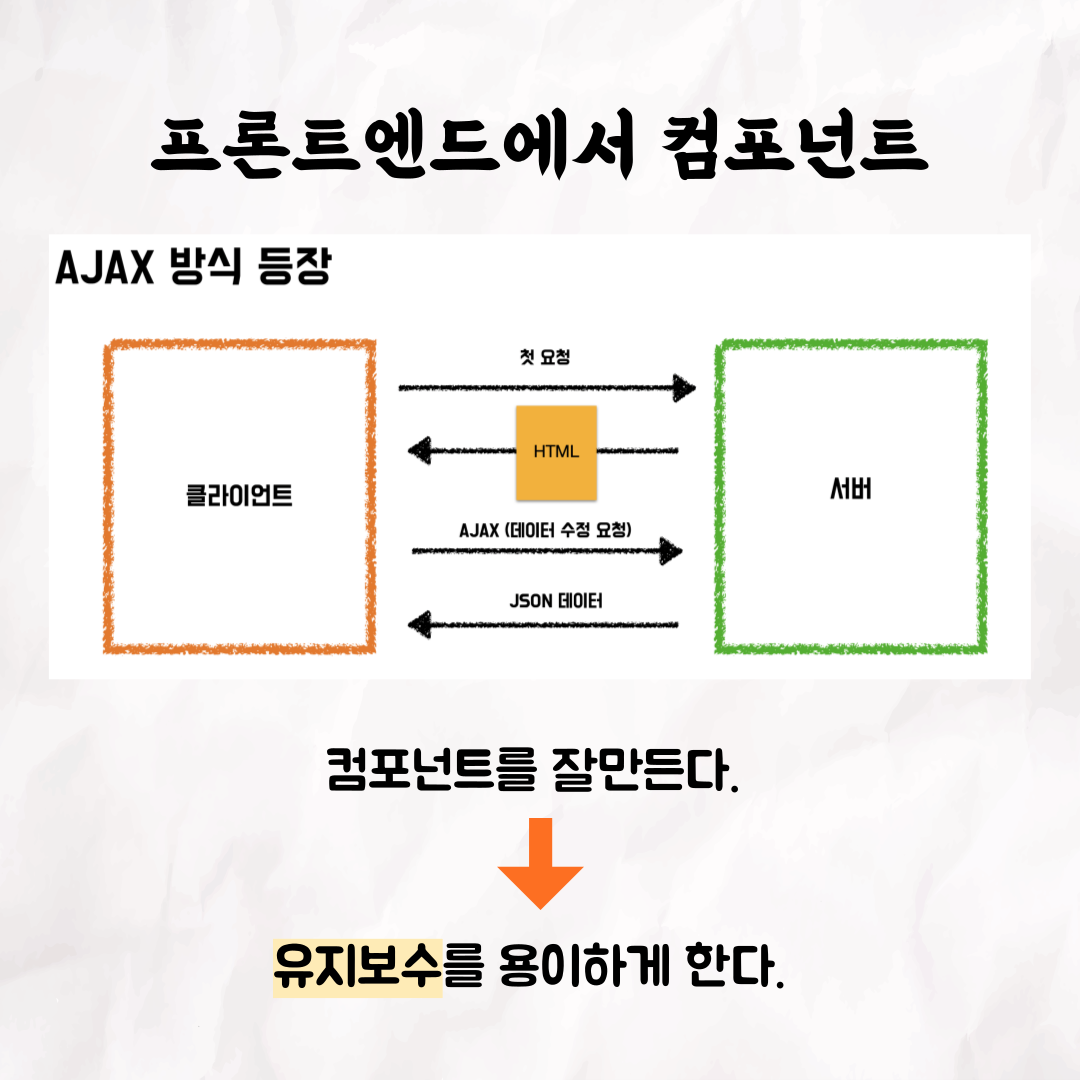 프론트엔드에서 컴포넌트
AJAX 방식 등장
첫 요청
HTML
클라이언트
서버
AJAX (데이터 수정 요청)
JSON 데이터
컴포넌트를 잘만든다.
유지보수를 용이하게 한다.